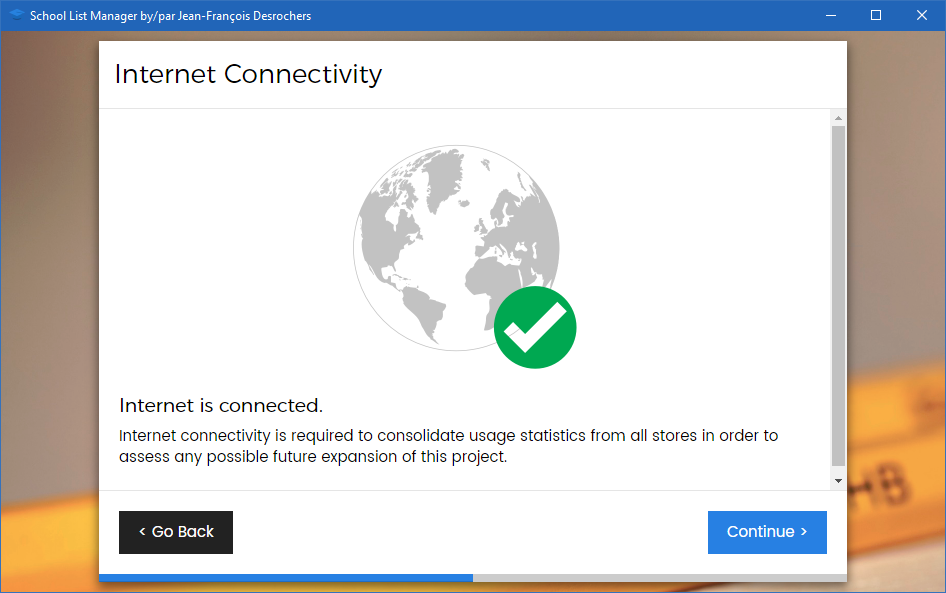 School List Manager by/par Jean-François Desrochers
Internet Connectivity
Internet is connected.
Internet connectivity is required to consolidate usage statistics from all stores in order to
assess any possible future expansion of this project.
HB
< Go Back
Continue >